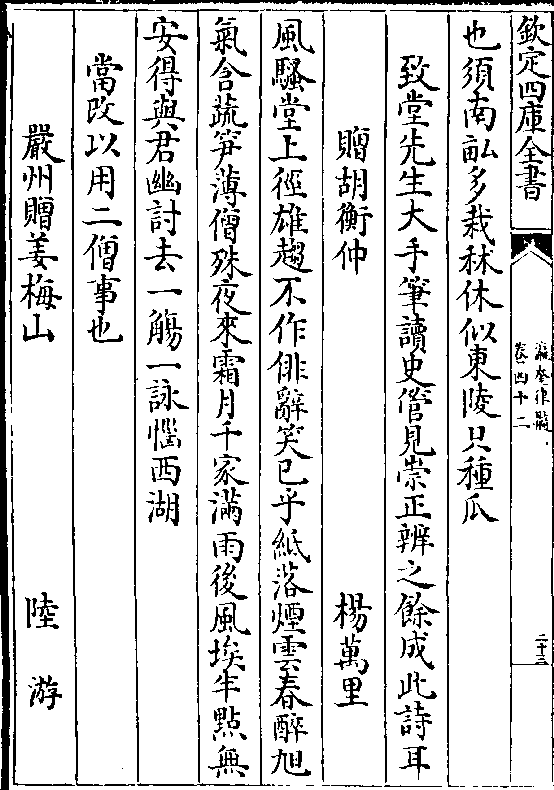 欽定四庫全書
瀛奎律髓
卷四十二
二十三
也須南畝多栽秫休似東陵只種瓜
致堂先生大手筆讀史管見崇正辨之餘成此詩耳
贈胡衡仲 楊萬里
風騷堂上徑雄趨不作俳辭笑已乎紙落煙雲春醉旭
氣含蔬笋薄僧殊夜來霜月千家滿雨後風埃半點無
安得與君幽討去一觴一詠惱西湖
當改以用二僧事也
嚴州贈姜梅山 陸游